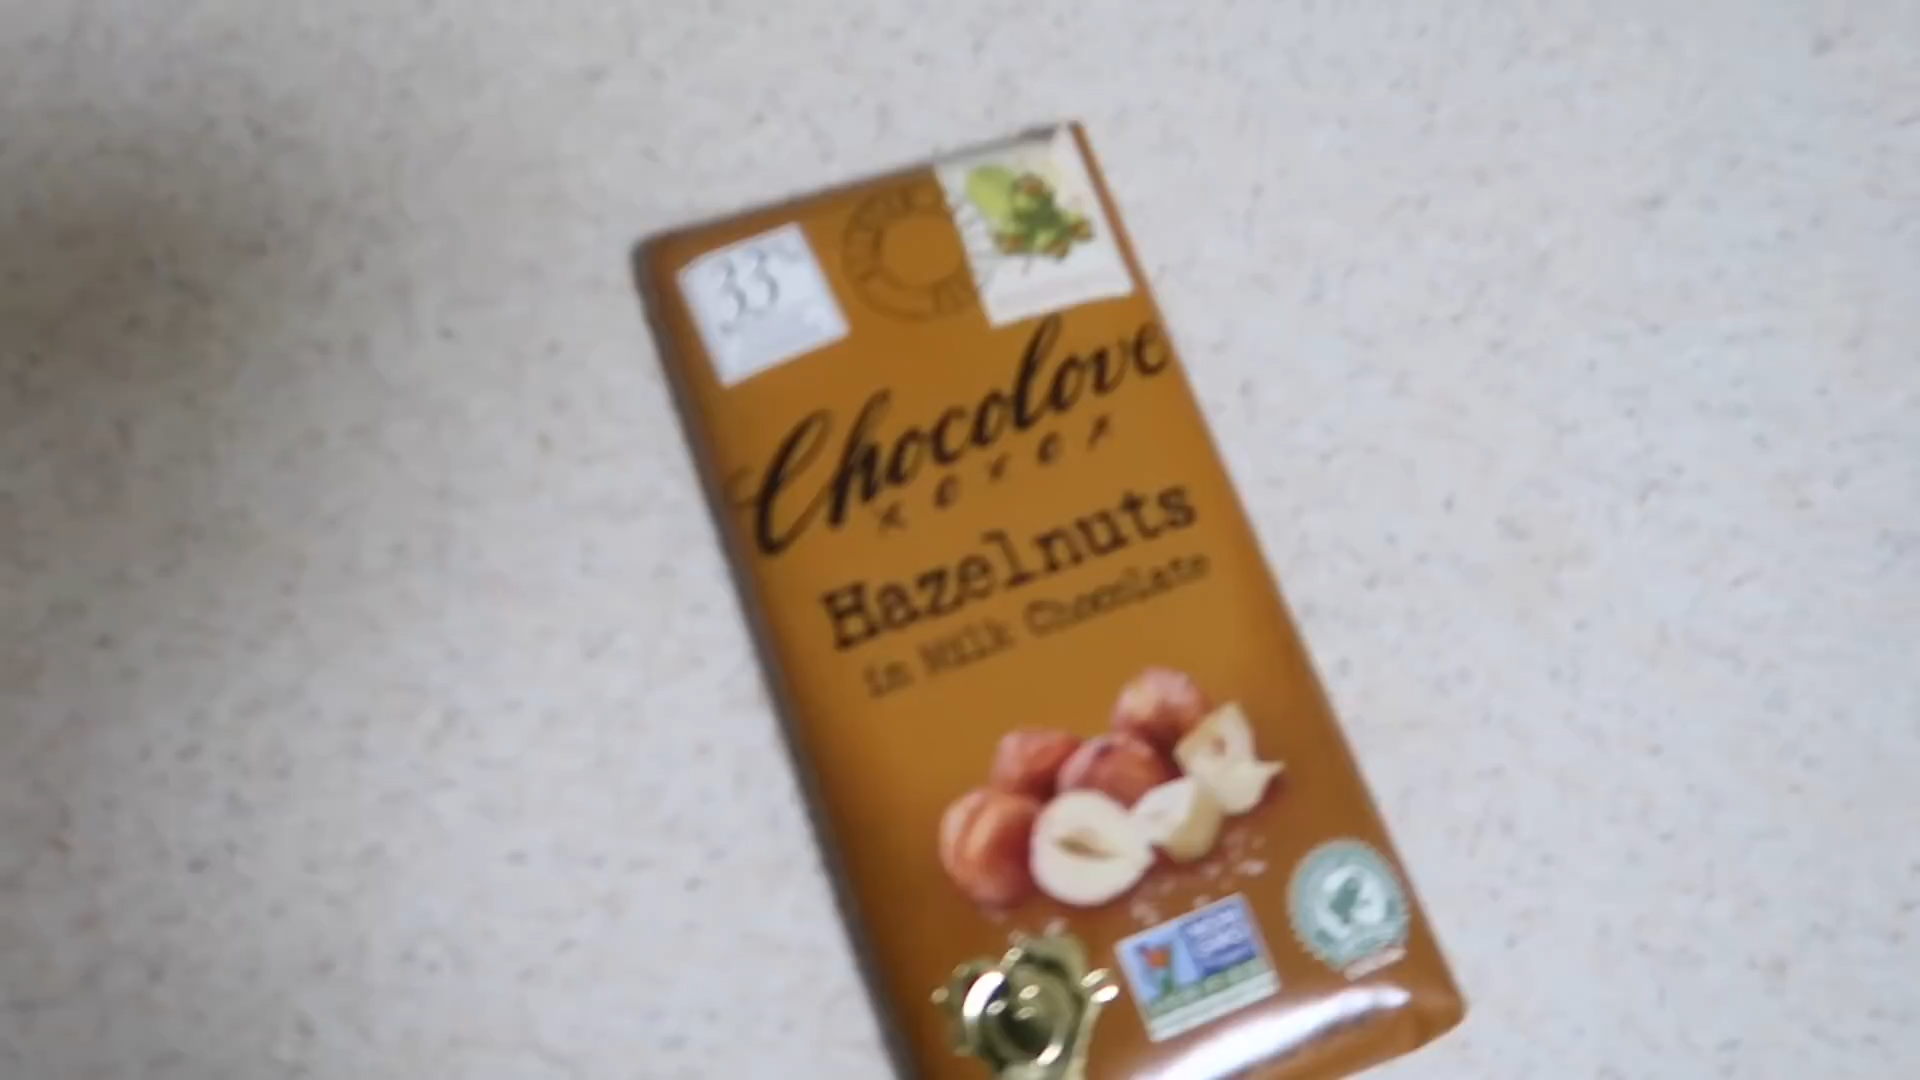 33%
Chocolove
x o x o x
Hazelnuts
in Milk Chocolate